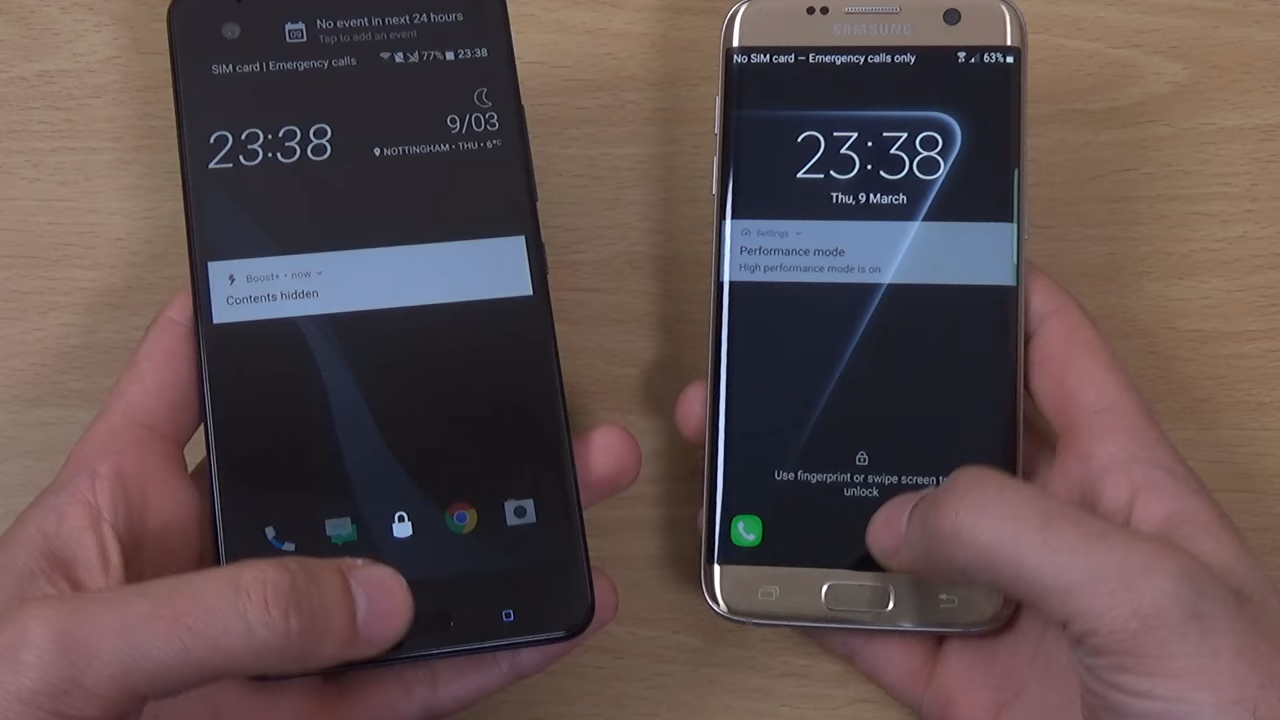 No event in next 24 hours
Tap to add an event
09
SIM card | Emergency calls
77%
23:38
23:38
9/03
NOTTINGHAM • THU • 6°C
Boost+ • now
Contents hidden
SAMSUNG
No SIM card — Emergency calls only
63%
23:38
Thu, 9 March
Settings
Performance mode
High performance mode is on
Use fingerprint or swipe screen to
unlock